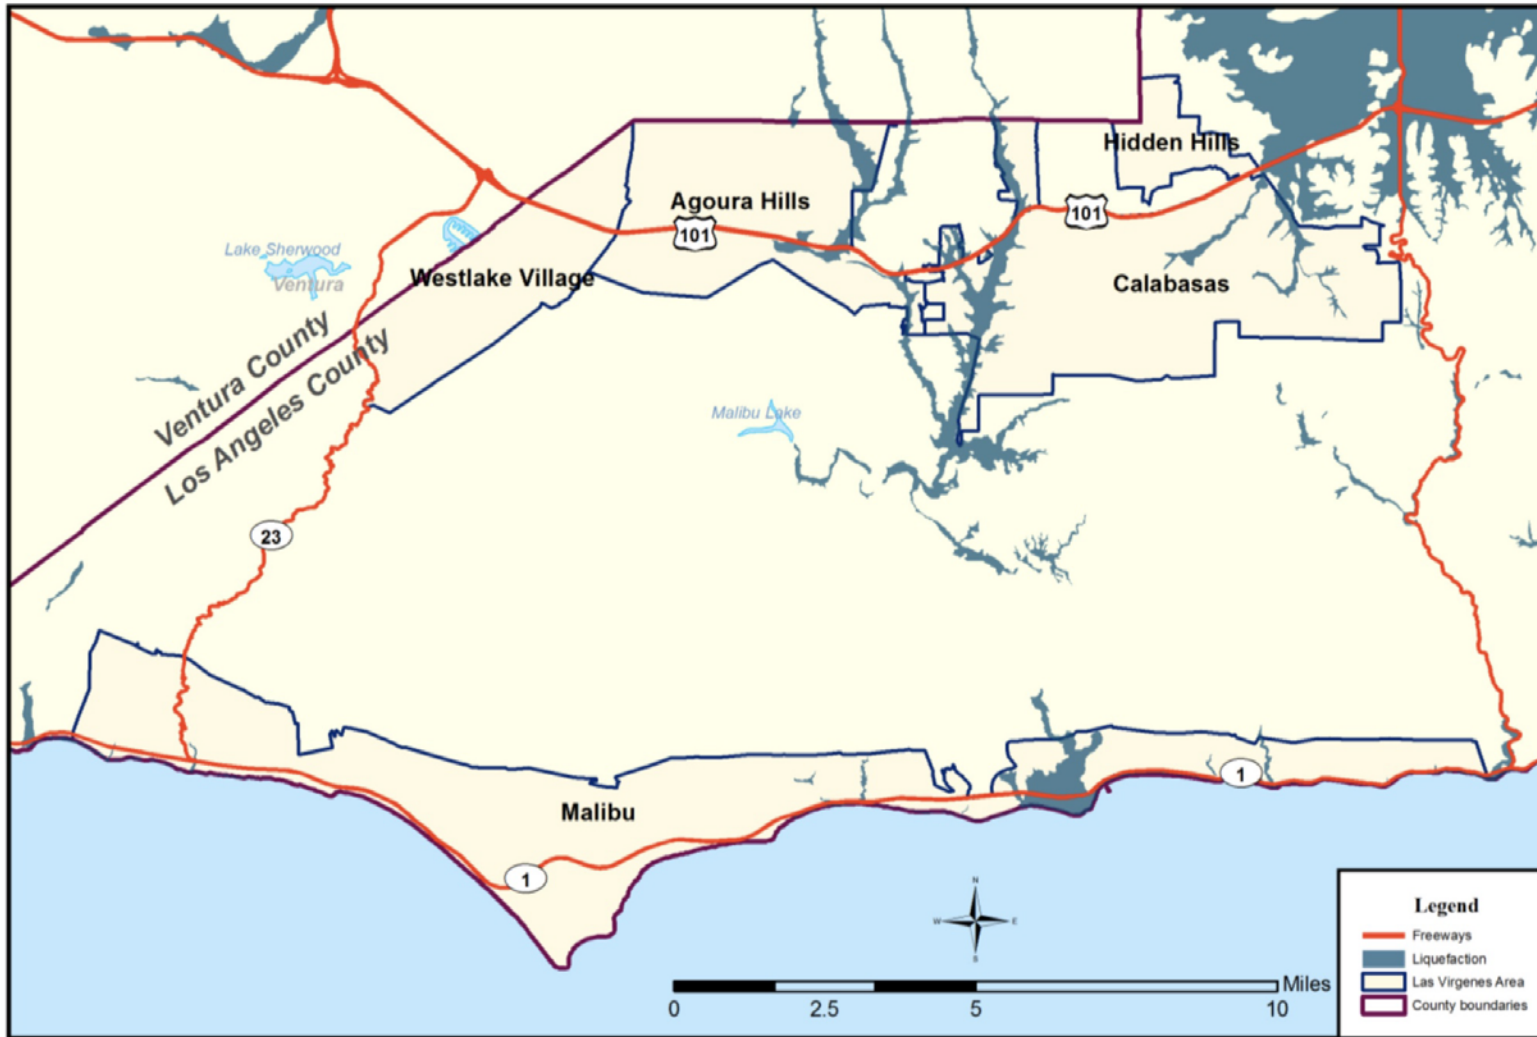 Hidden Hills
Agoura Hills
101
101
Lake Sherwood
Ventura
Westlake Village
Calabasas
Ventura County
Los Angeles County
Malibu Lake
23
1
Malibu
1
N
W
E
S
Legend
Freeways
Liquefaction
Las Virgenes Area
County boundaries
Miles
0
2.5
5
10